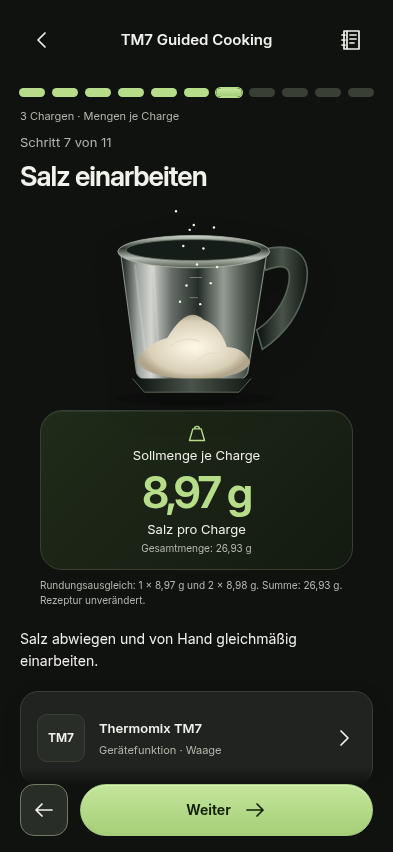 TM7 Guided Cooking
3 Chargen · Mengen je Charge
Schritt 7 von 11
Salz einarbeiten
Sollmenge je Charge
8,97 g
Salz pro Charge
Gesamtmenge: 26,93 g
Rundungsausgleich: 1 × 8,97 g und 2 × 8,98 g. Summe: 26,93 g.
Rezeptur unverändert.
Salz abwiegen und von Hand gleichmäßig
einarbeiten.
TM7
Thermomix TM7
Gerätefunktion · Waage
Weiter